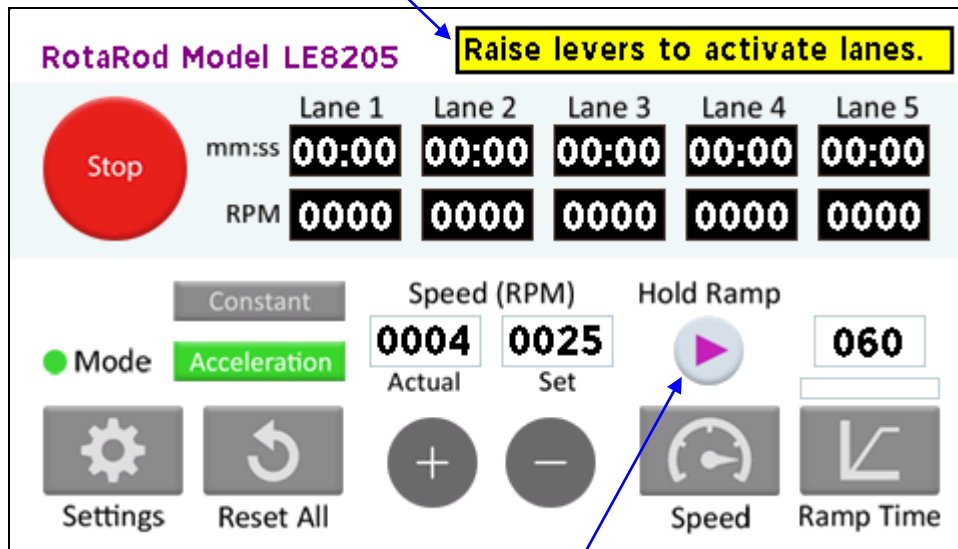 RotaRod Model LE8205
Raise levers to activate lanes.
Lane 1 Lane 2 Lane 3 Lane 4 Lane 5
Stop
mm:ss 00:00 00:00 00:00 00:00 00:00
RPM 0000 0000 0000 0000 0000
Constant
Speed (RPM)
Hold Ramp
Mode
Acceleration
0004 0025
060
Actual Set
+ −
Settings Reset All Speed Ramp Time